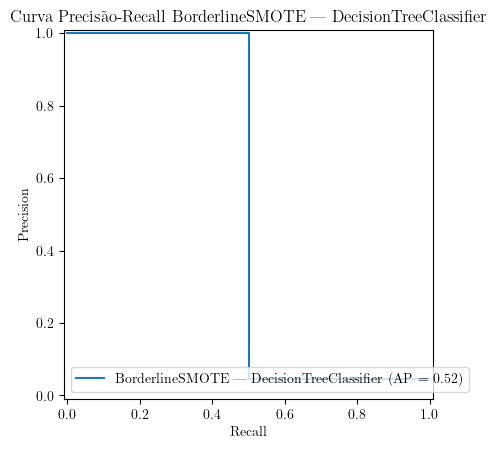 Curva Precisão-Recall BorderlineSMOTE — DecisionTreeClassifier
1.0
0.8
0.6
0.4
0.2
0.0
Precision
BorderlineSMOTE — DecisionTreeClassifier (AP = 0.52)
0.0 0.2 0.4 0.6 0.8 1.0
Recall